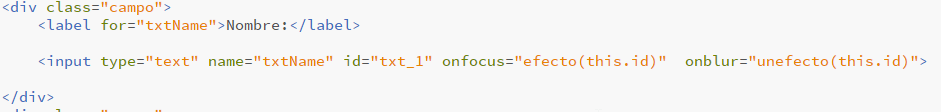 <div class="campo">
<label for="txtName">Nombre:</label>
<input type="text" name="txtName" id="txt_1" onfocus="efecto(this.id)"  onblur="unefecto(this.id)">
</div>